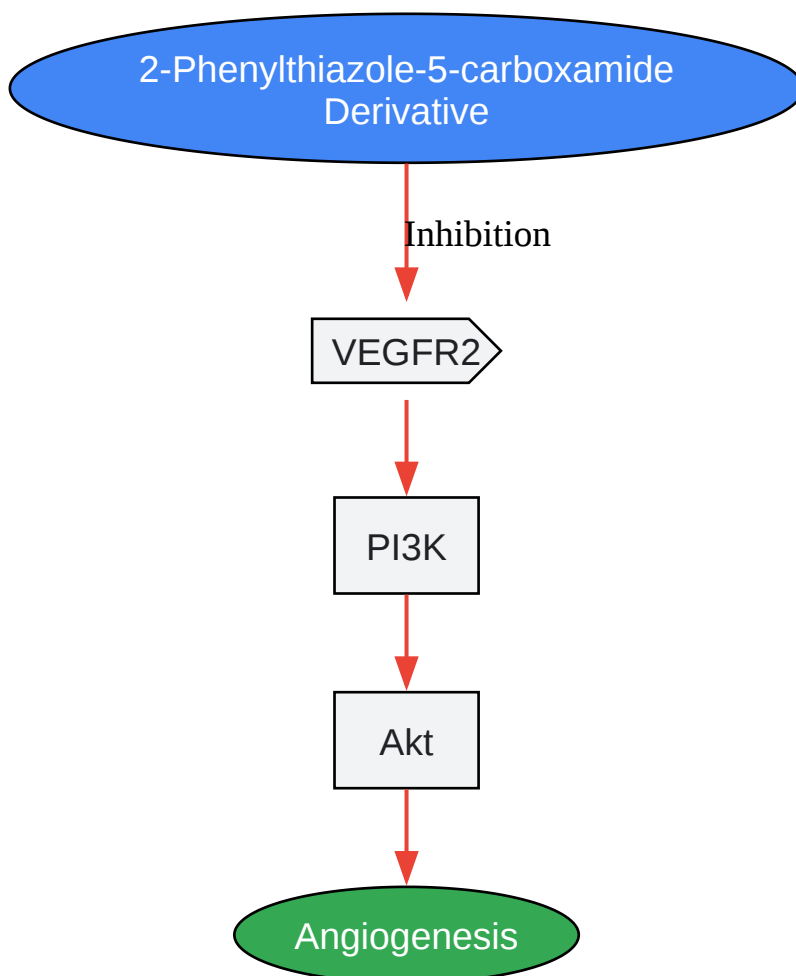 2-Phenylthiazole-5-carboxamide
Derivative
Inhibition
VEGFR2
PI3K
Akt
Angiogenesis